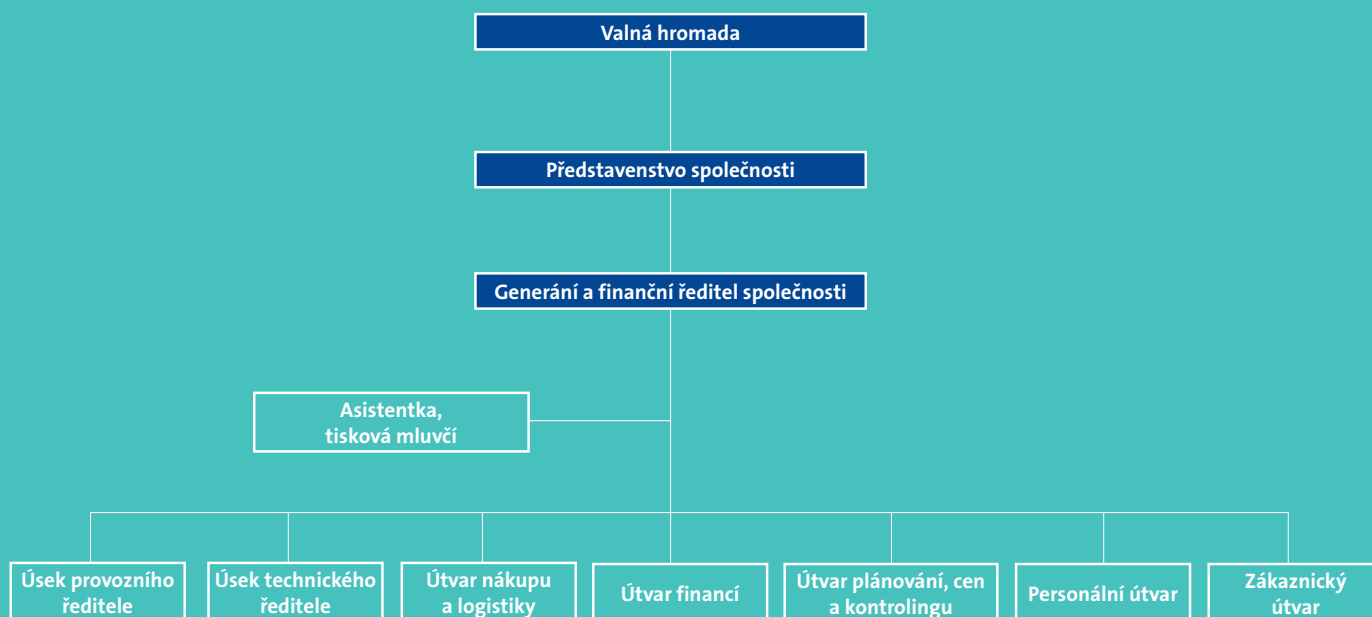 Valná hromada
Představenstvo společnosti
Generání a finanční ředitel společnosti
Asistentka,
tisková mluvčí
Úsek provozního
ředitele
Úsek technického
ředitele
Útvar nákupu
a logistiky
Útvar financí
Útvar plánování, cen
a kontrolingu
Personální útvar
Zákaznický
útvar